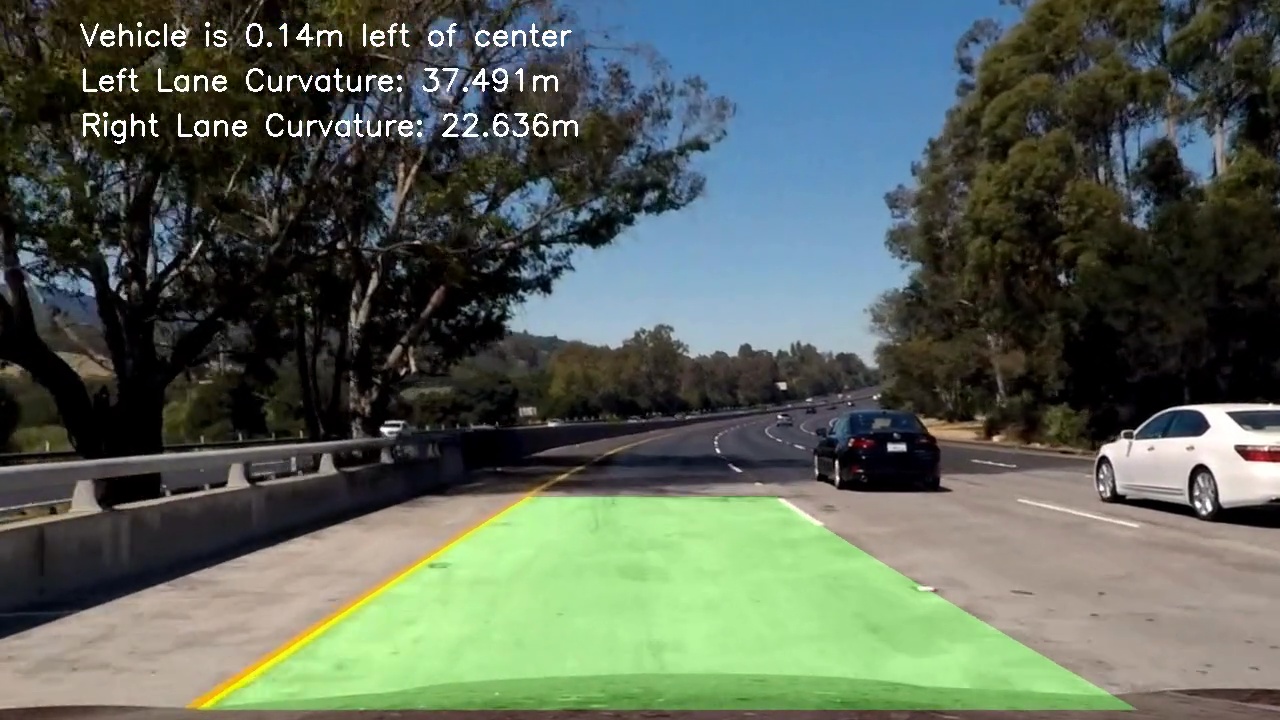 Vehicle is 0.14m left of center
Left Lane Curvature: 37.491m
Right Lane Curvature: 22.636m